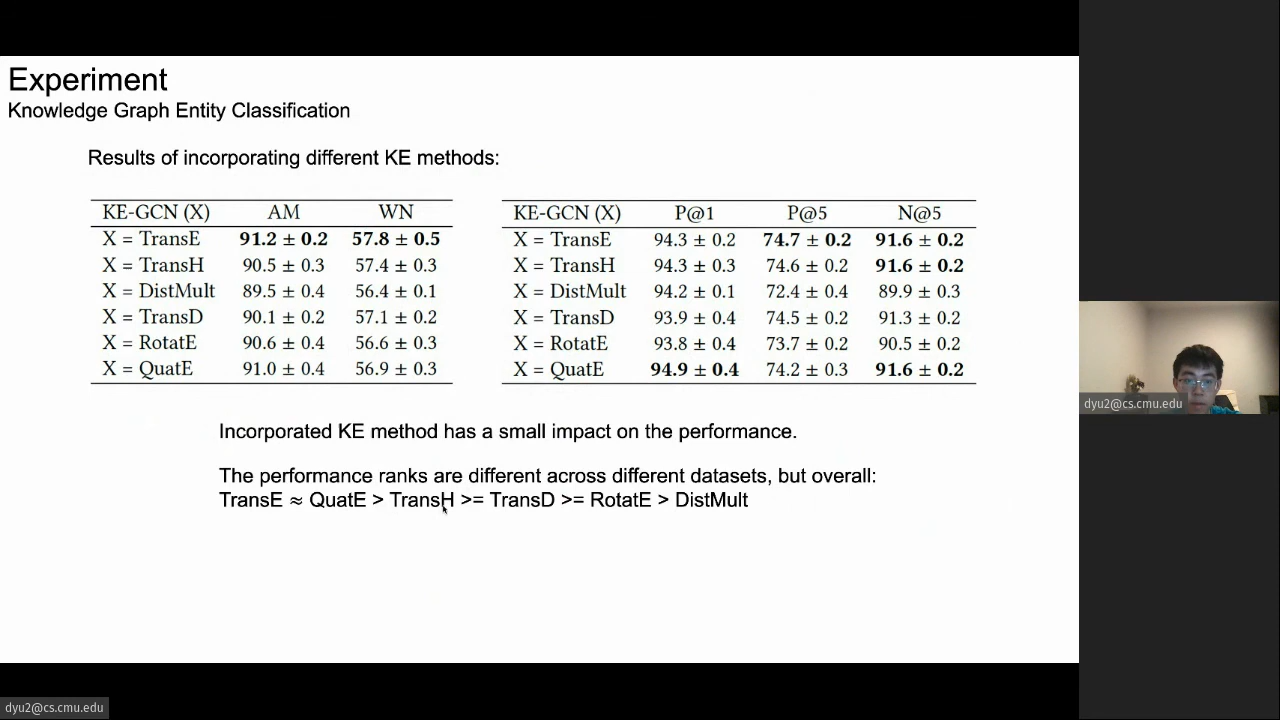 Experiment
Knowledge Graph Entity Classification
Results of incorporating different KE methods:
KE-GCN (X) AM WN
X = TransE 91.2 ± 0.2 57.8 ± 0.5
X = TransH 90.5 ± 0.3 57.4 ± 0.3
X = DistMult 89.5 ± 0.4 56.4 ± 0.1
X = TransD 90.1 ± 0.2 57.1 ± 0.2
X = RotatE 90.6 ± 0.4 56.6 ± 0.3
X = QuatE 91.0 ± 0.4 56.9 ± 0.3
KE-GCN (X) P@1 P@5 N@5
X = TransE 94.3 ± 0.2 74.7 ± 0.2 91.6 ± 0.2
X = TransH 94.3 ± 0.3 74.6 ± 0.2 91.6 ± 0.2
X = DistMult 94.2 ± 0.1 72.4 ± 0.4 89.9 ± 0.3
X = TransD 93.9 ± 0.4 74.5 ± 0.2 91.3 ± 0.2
X = RotatE 93.8 ± 0.4 73.7 ± 0.2 90.5 ± 0.2
X = QuatE 94.9 ± 0.4 74.2 ± 0.3 91.6 ± 0.2
Incorporated KE method has a small impact on the performance.
The performance ranks are different across different datasets, but overall:
TransE ≈ QuatE > TransH >= TransD >= RotatE > DistMult
dyu2@cs.cmu.edu
dyu2@cs.cmu.edu